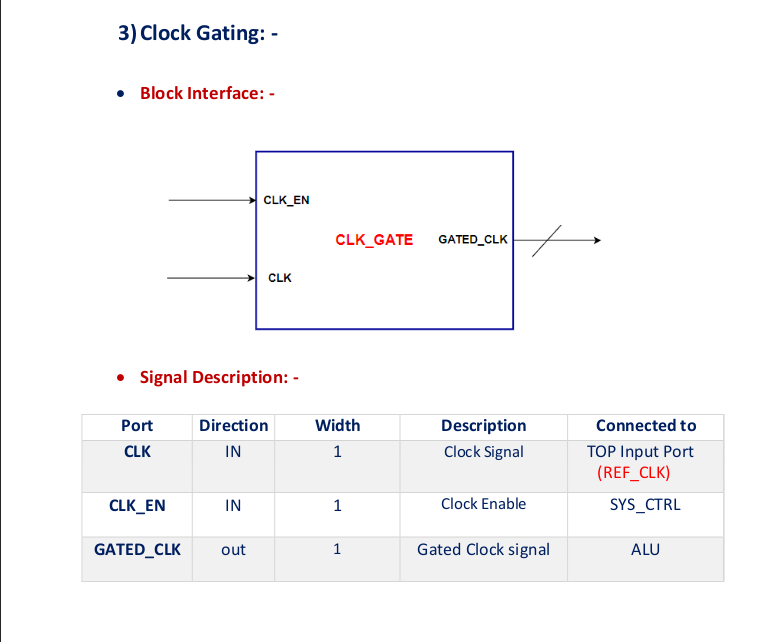 3) Clock Gating: -
• Block Interface: -
CLK_EN
CLK_GATE GATED_CLK
CLK
• Signal Description: -
Port Direction Width Description Connected to
CLK IN 1 Clock Signal TOP Input Port
(REF_CLK)
CLK_EN IN 1 Clock Enable SYS_CTRL
GATED_CLK out 1 Gated Clock signal ALU